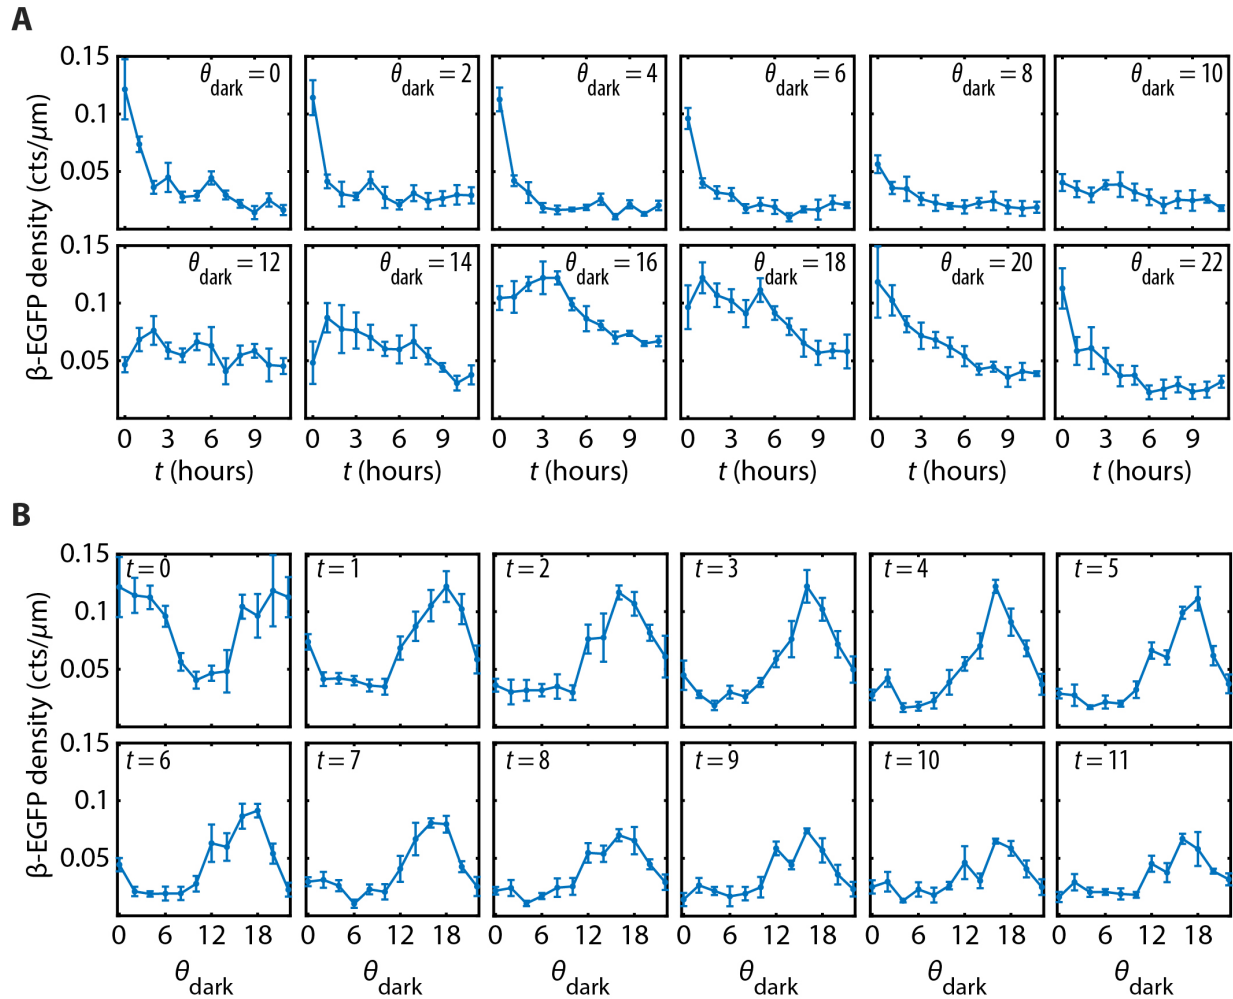 A
β-EGFP density (cts/μm)
0.15
0.1
0.05
θdark = 0
θdark = 2
θdark = 4
θdark = 6
θdark = 8
θdark = 10
0.15
0.1
0.05
θdark = 12
θdark = 14
θdark = 16
θdark = 18
θdark = 20
θdark = 22
0 3 6 9
0 3 6 9
0 3 6 9
0 3 6 9
0 3 6 9
0 3 6 9
t (hours)
t (hours)
t (hours)
t (hours)
t (hours)
t (hours)
B
β-EGFP density (cts/μm)
0.15
0.1
0.05
t = 0
t = 1
t = 2
t = 3
t = 4
t = 5
0.15
0.1
0.05
t = 6
t = 7
t = 8
t = 9
t = 10
t = 11
0 6 12 18
0 6 12 18
0 6 12 18
0 6 12 18
0 6 12 18
0 6 12 18
θdark
θdark
θdark
θdark
θdark
θdark